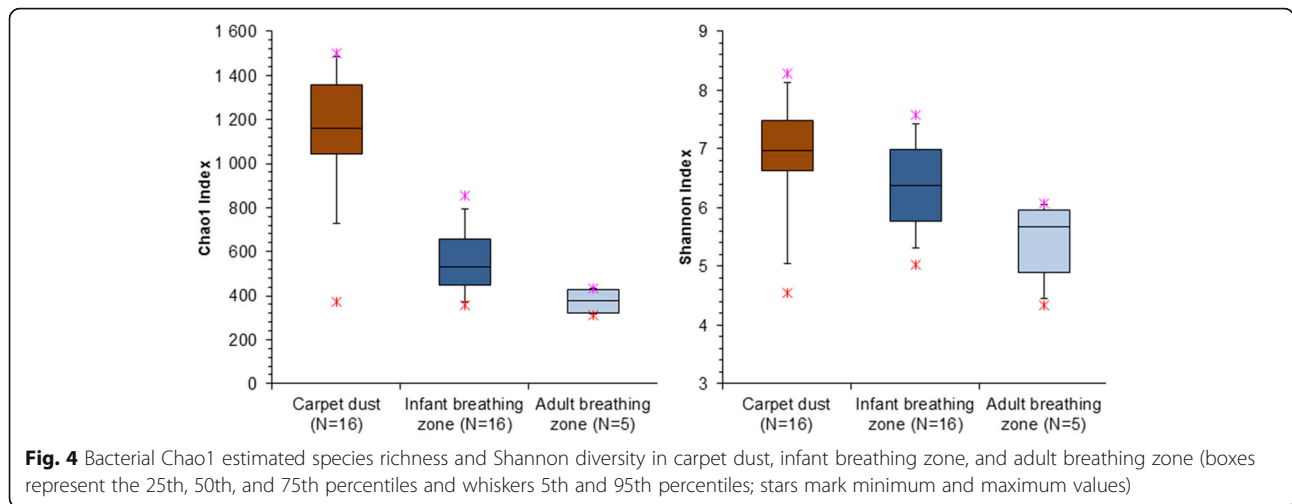 1 600
1 400
1 200
1 000
800
600
400
200
0
Chao1 Index
Carpet dust
(N=16)
Infant breathing
zone (N=16)
Adult breathing
zone (N=5)
9
8
7
6
5
4
3
Shannon Index
Carpet dust
(N=16)
Infant breathing
zone (N=16)
Adult breathing
zone (N=5)
Fig. 4 Bacterial Chao1 estimated species richness and Shannon diversity in carpet dust, infant breathing zone, and adult breathing zone (boxes
represent the 25th, 50th, and 75th percentiles and whiskers 5th and 95th percentiles; stars mark minimum and maximum values)